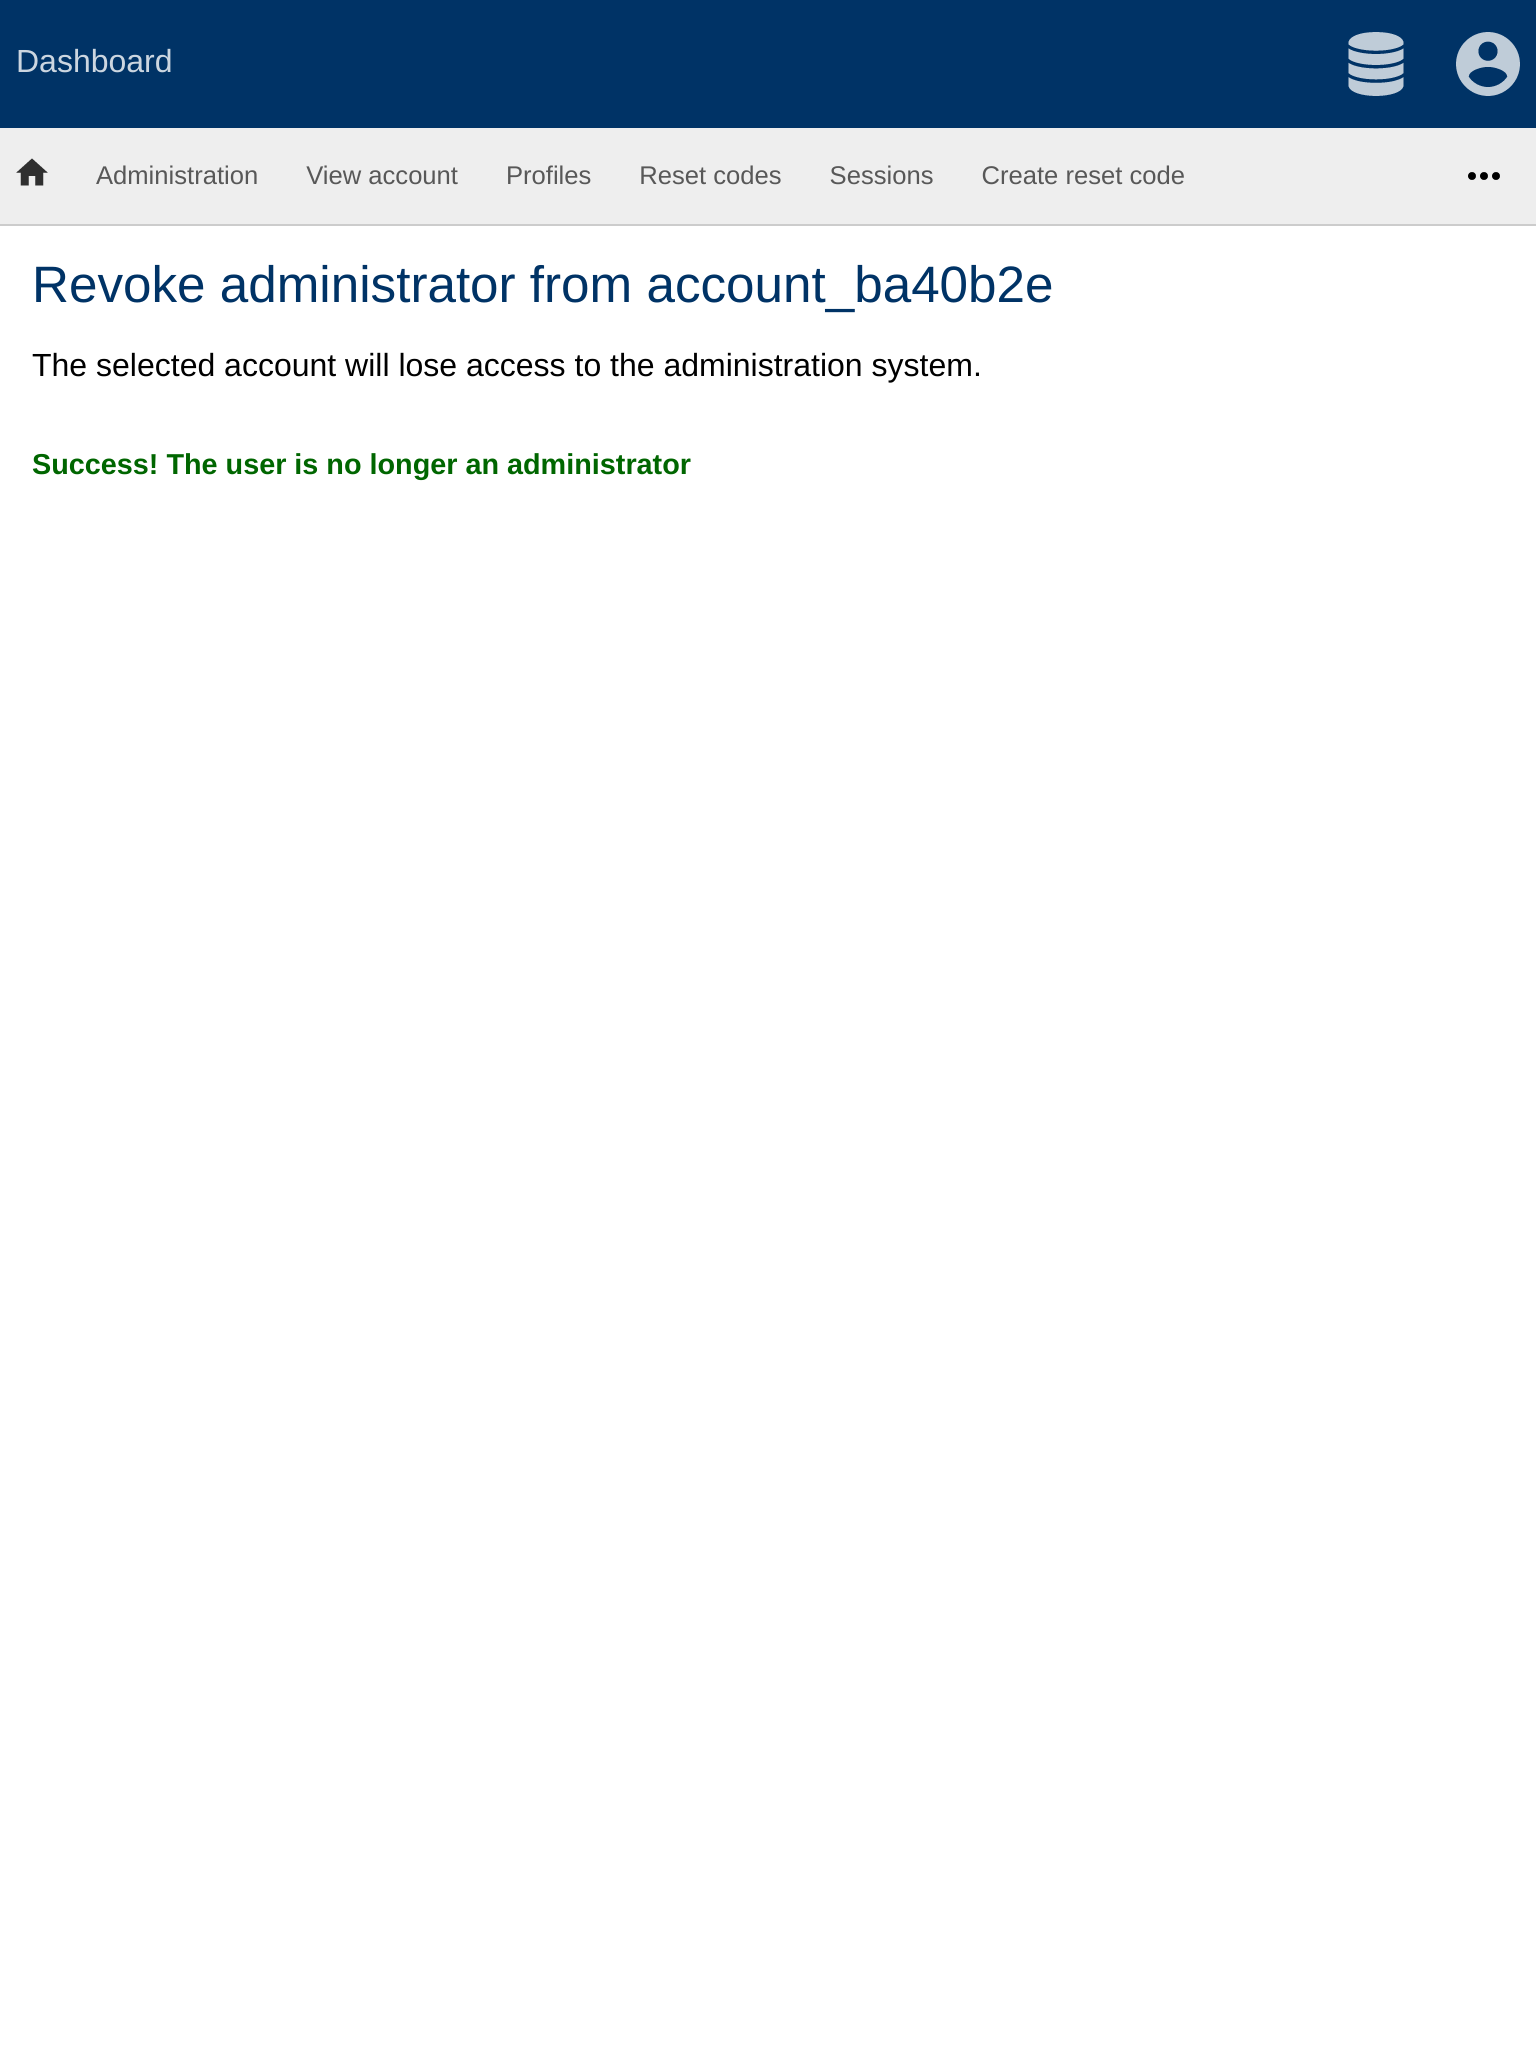 Dashboard
Administration View account Profiles Reset codes Sessions Create reset code
Revoke administrator from account_ba40b2e
The selected account will lose access to the administration system.
Success! The user is no longer an administrator